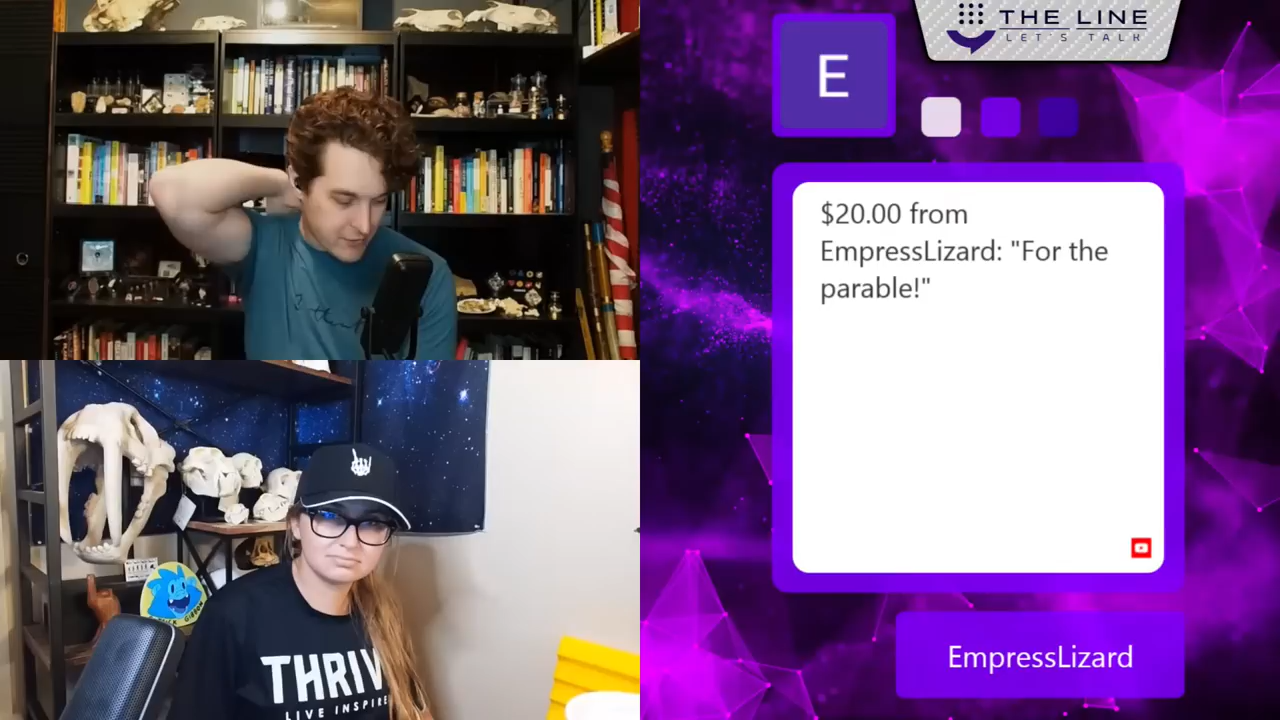 THE LINE
LET'S TALK
E
$20.00 from
EmpressLizard: "For the
parable!"
EmpressLizard
THRIV
LIVE INSPIRE